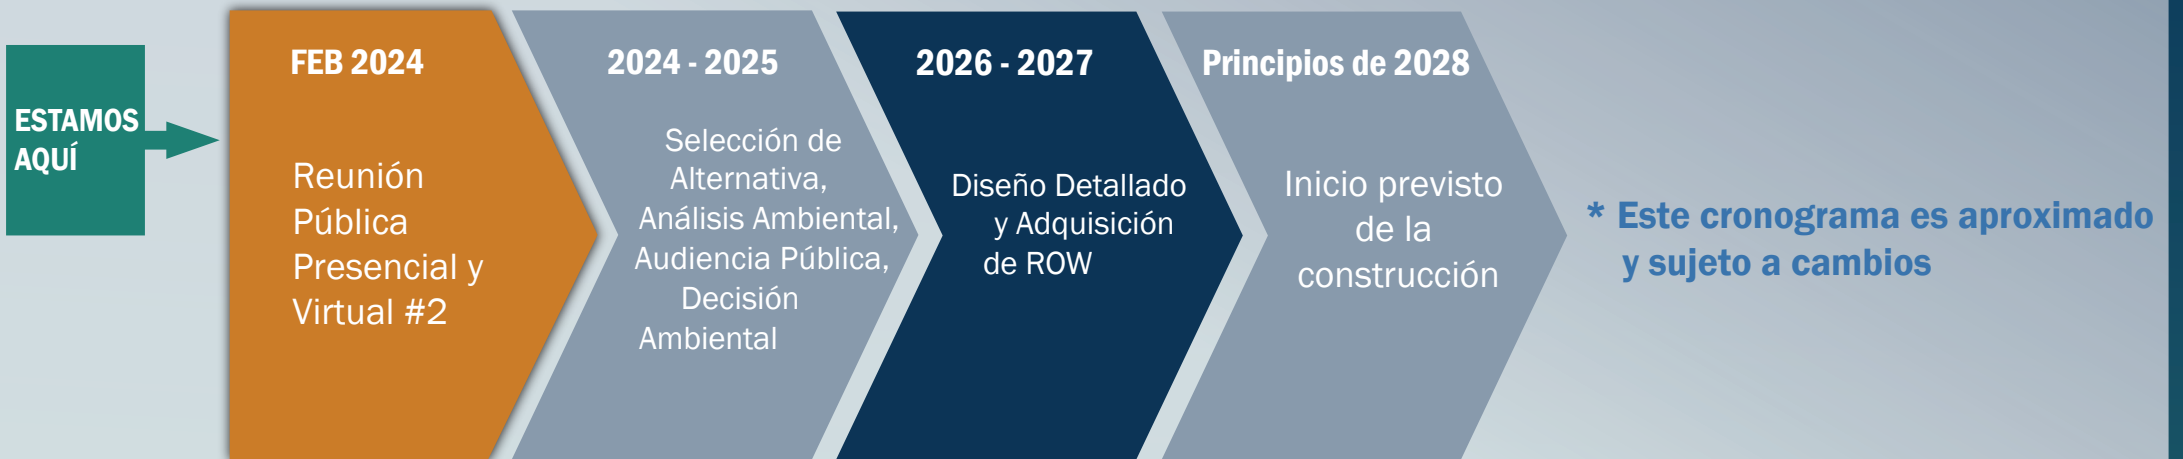 ESTAMOS
AQUÍ
FEB 2024
Reunión
Pública
Presencial y
Virtual #2
2024 - 2025
Selección de
Alternativa,
Análisis Ambiental,
Audiencia Pública,
Decisión
Ambiental
2026 - 2027
Diseño Detallado
y Adquisición
de ROW
Principios de 2028
Inicio previsto
de la
construcción
* Este cronograma es aproximado
y sujeto a cambios